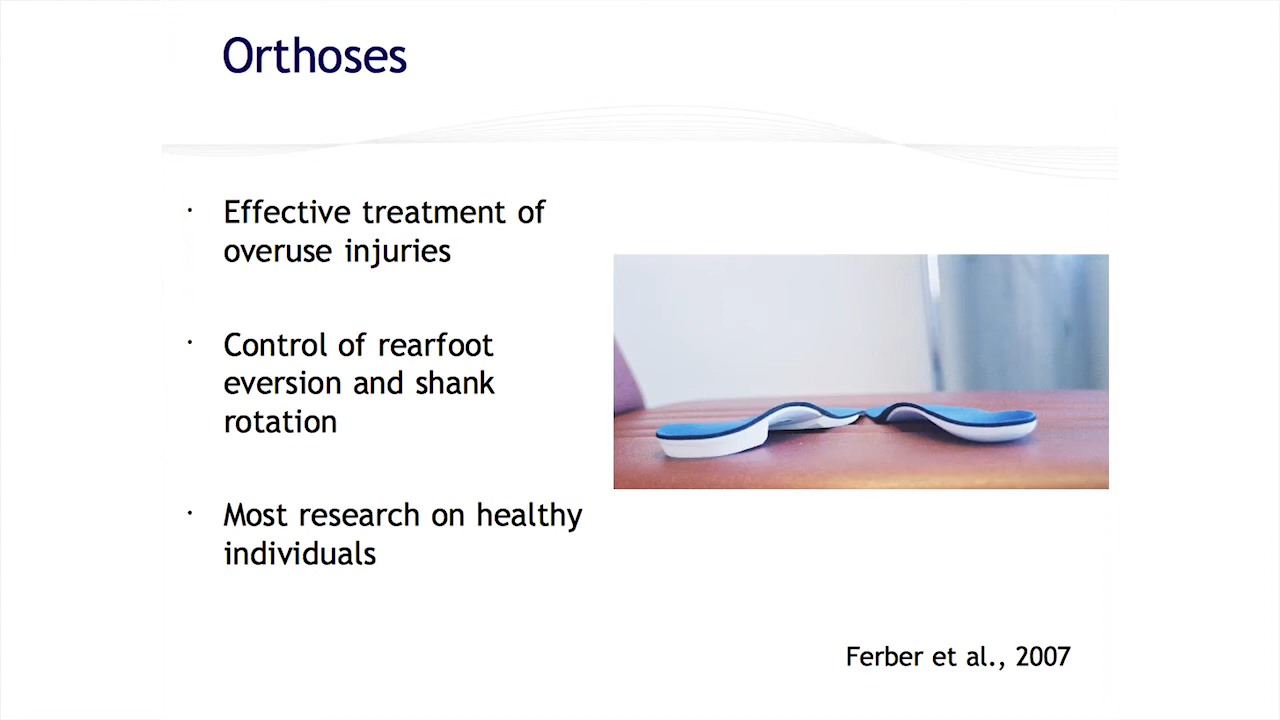 Orthoses
· Effective treatment of
overuse injuries
· Control of rearfoot
eversion and shank
rotation
· Most research on healthy
individuals
Ferber et al., 2007